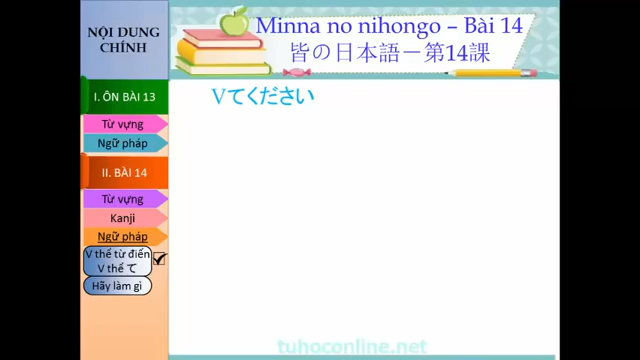 NỘI DUNG
CHÍNH
Minna no nihongo – Bài 14
皆の日本語－第14課
I. ÔN BÀI 13
Từ vựng
Ngữ pháp
II. BÀI 14
Từ vựng
Kanji
Ngữ pháp
V thể từ điển
V thể て
Hãy làm gì
Vてください
tuhoconline.net